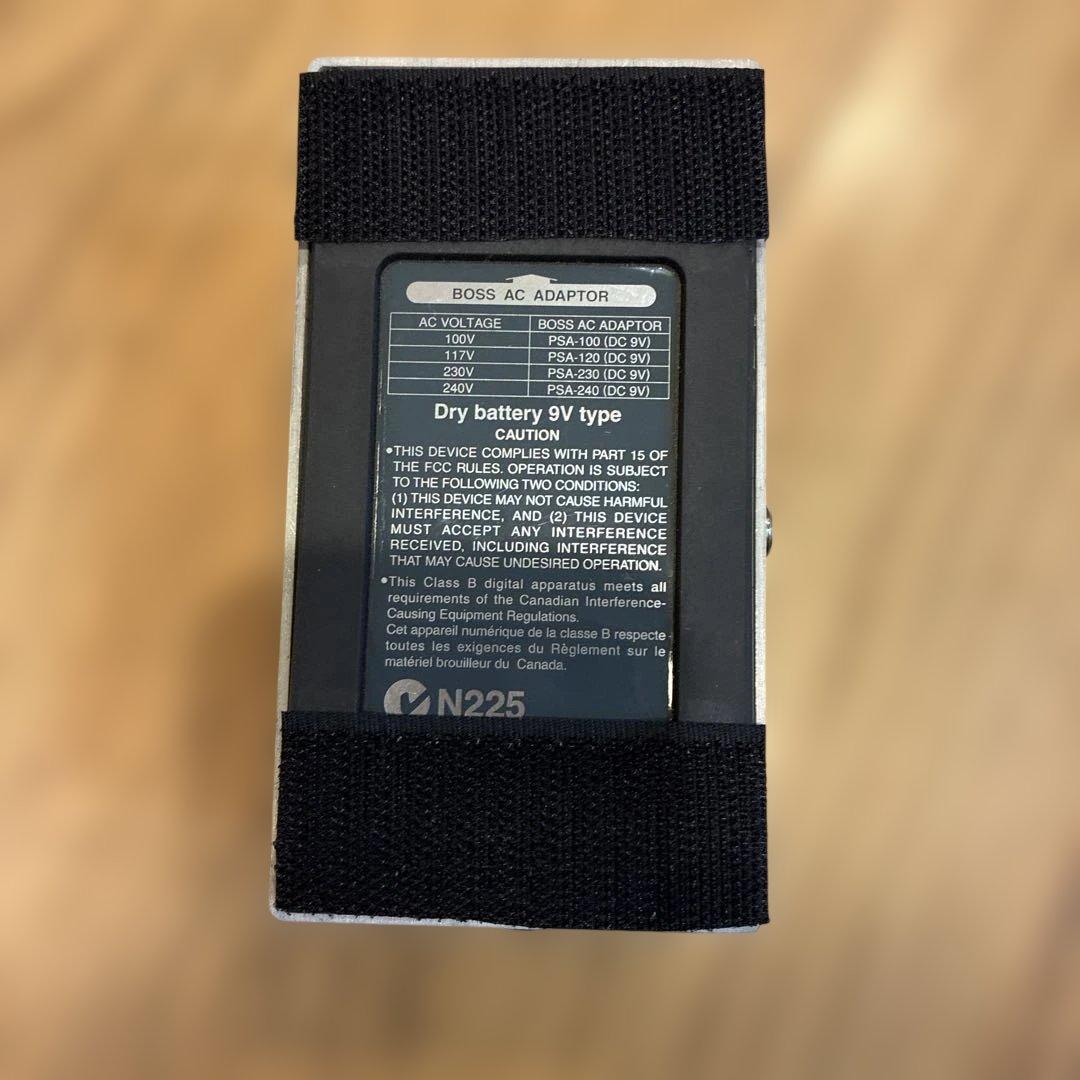 BOSS AC ADAPTOR
AC VOLTAGE BOSS AC ADAPTOR
100V PSA-100 (DC 9V)
117V PSA-120 (DC 9V)
230V PSA-230 (DC 9V)
240V PSA-240 (DC 9V)
Dry battery 9V type
CAUTION
•THIS DEVICE COMPLIES WITH PART 15 OF
THE FCC RULES. OPERATION IS SUBJECT
TO THE FOLLOWING TWO CONDITIONS:
(1) THIS DEVICE MAY NOT CAUSE HARMFUL
INTERFERENCE, AND (2) THIS DEVICE
MUST ACCEPT ANY INTERFERENCE
RECEIVED, INCLUDING INTERFERENCE
THAT MAY CAUSE UNDESIRED OPERATION.
•This Class B digital apparatus meets all
requirements of the Canadian Interference-
Causing Equipment Regulations.
Cet appareil numérique de la classe B respecte
toutes les exigences du Règlement sur le
matériel brouilleur du Canada.
N225